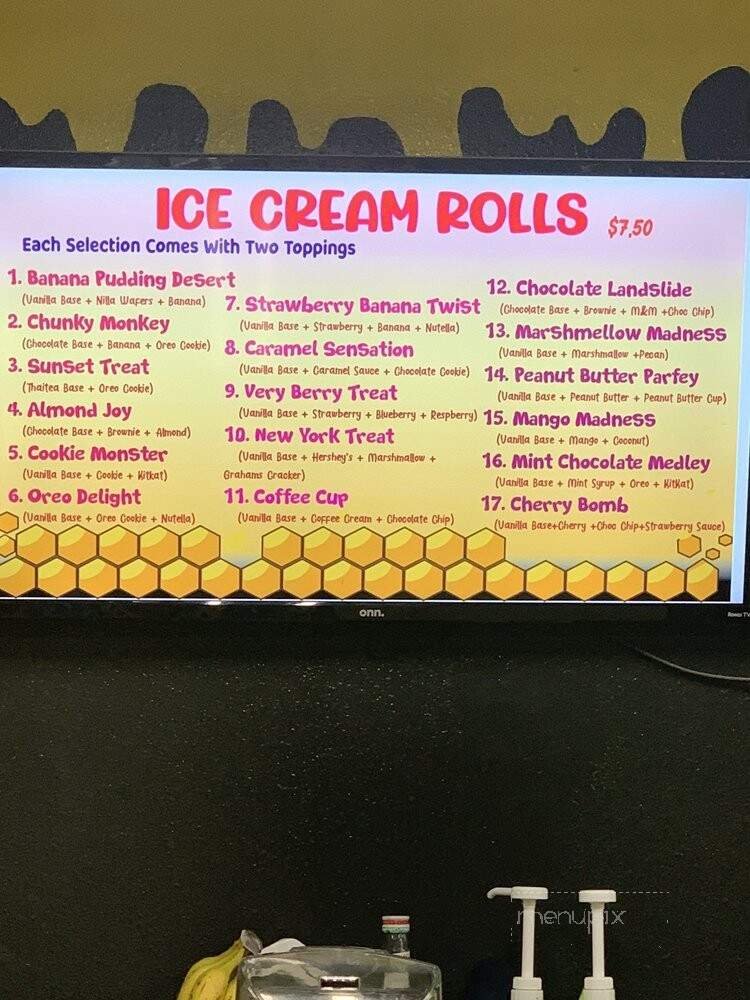 ICE CREAM ROLLS $7.50
Each Selection Comes With Two Toppings
1. Banana Pudding Desert
(Vanilla Base + Nilla Wafers + Banana)
2. Chunky Monkey
(Chocolate Base + Banana + Oreo Cookie)
3. Sunset Treat
(Thaitea Base + Oreo Cookie)
4. Almond Joy
(Chocolate Base + Brownie + Almond)
5. Cookie Monster
(Vanilla Base + Cookie + Kitkat)
6. Oreo Delight
(Vanilla Base + Oreo Cookie + Nutella)
7. Strawberry Banana Twist
(Vanilla Base + Strawberry + Banana + Nutella)
8. Caramel Sensation
(Vanilla Base + Caramel Sauce + Chocolate Cookie)
9. Very Berry Treat
(Vanilla Base + Strawberry + Blueberry + Respberry)
10. New York Treat
(Vanilla Base + Hershey's + Marshmallow +
Grahams Cracker)
11. Coffee Cup
(Vanilla Base + Coffee Cream + Chocolate Chip)
12. Chocolate Landslide
(Chocolate Base + Brownie + M&M +Choo Chip)
13. Marshmellow Madness
(Vanilla Base + Marshmallow +Pecan)
14. Peanut Butter Parfey
(Vanilla Base + Peanut Butter + Peanut Butter Cup)
15. Mango Madness
(Vanilla Base + Mango + Coconut)
16. Mint Chocolate Medley
(Vanilla Base + Mint Syrup + Oreo + KitKat)
17. Cherry Bomb
(Vanilla Base+Cherry +Choo Chip+Strawberry Sauce)
onn.
Roku TV
menupix